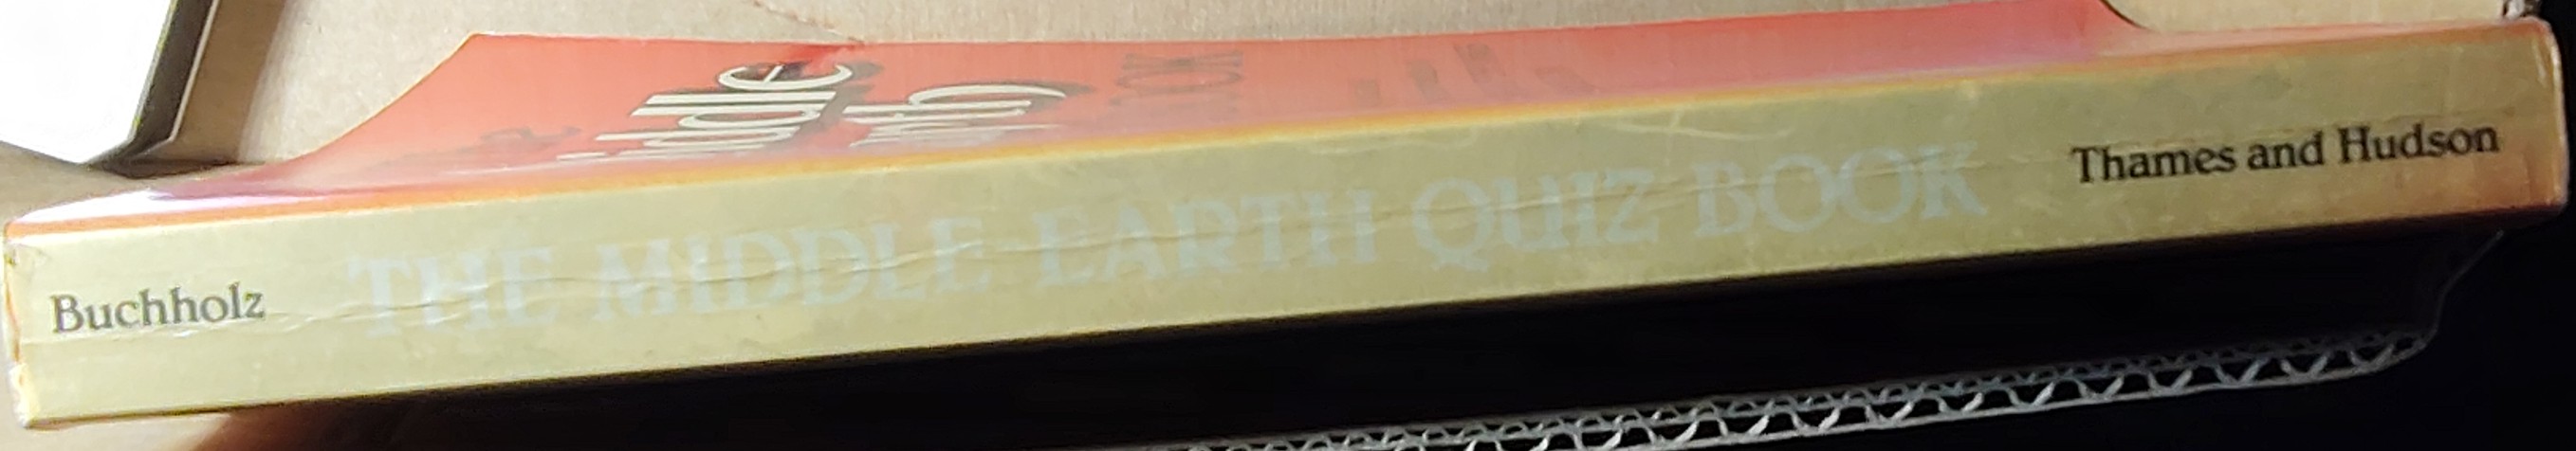 Buchholz THE MIDDLE-EARTH QUIZ BOOK Thames and Hudson